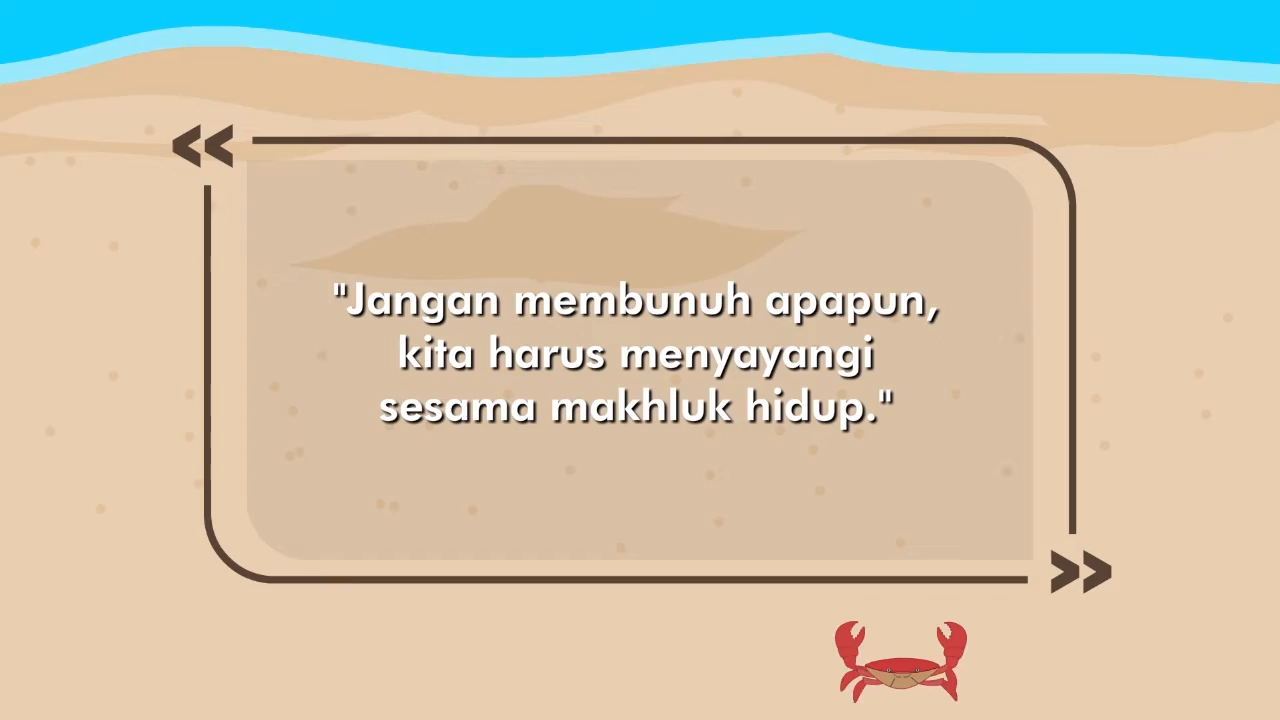 "Jangan membunuh apapun,
kita harus menyayangi
sesama makhluk hidup."